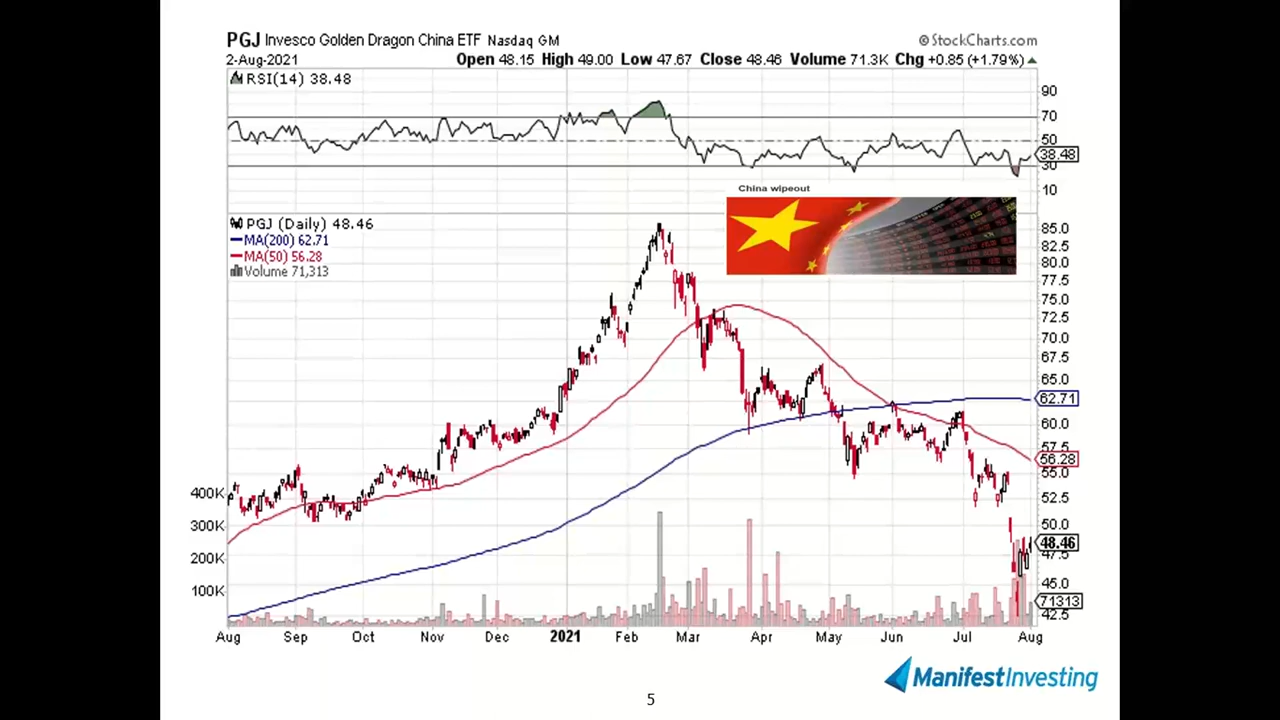 PGJ Invesco Golden Dragon China ETF Nasdaq GM
© StockCharts.com
2-Aug-2021
Open 48.15 High 49.00 Low 47.67 Close 48.46 Volume 71.3K Chg +0.85 (+1.79%)
RSI(14) 38.48
90
70
50
38.48
30
10
China wipeout
PGJ (Daily) 48.46
MA(200) 62.71
MA(50) 56.28
Volume 71,313
85.0
82.5
80.0
77.5
75.0
72.5
70.0
67.5
65.0
62.71
60.0
57.5
56.28
55.0
52.5
50.0
48.46
47.5
45.0
71313
42.5
400K
300K
200K
100K
Aug Sep Oct Nov Dec 2021 Feb Mar Apr May Jun Jul Aug
ManifestInvesting
5